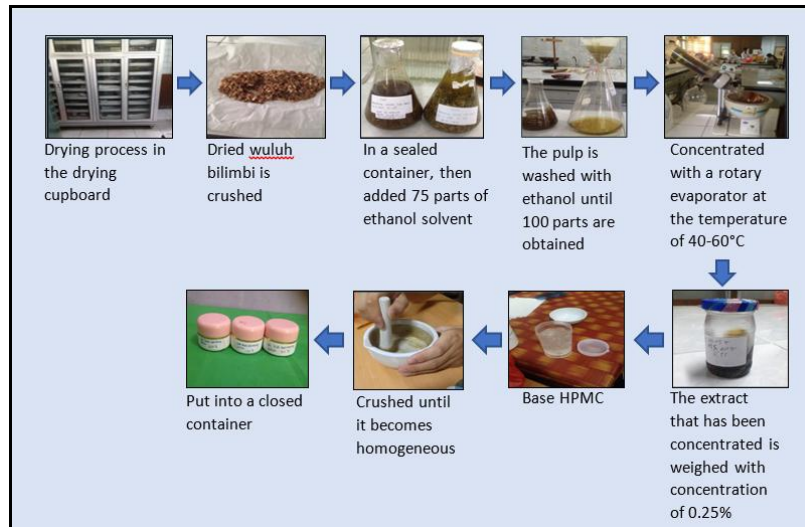 Drying process in
the drying
cupboard
Dried wuluh
bilimbi is
crushed
In a sealed
container, then
added 75 parts of
ethanol solvent
The pulp is
washed with
ethanol until
100 parts are
obtained
Concentrated
with a rotary
evaporator at
the temperature
of 40-60°C
The extract
that has been
concentrated is
weighed with
concentration
of 0.25%
Base HPMC
Crushed until
it becomes
homogeneous
Put into a closed
container